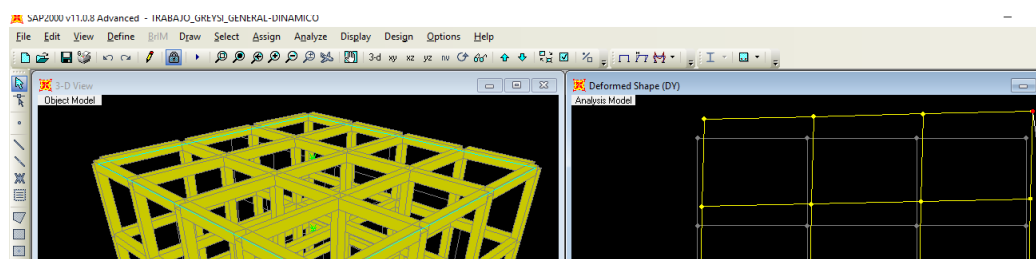 SAP2000 v11.0.8 Advanced - TRABAJO_GREYSI_GENERAL-DINAMICO
File Edit View Define BrIM Draw Select Assign Analyze Display Design Options Help
3-d xy xz yz nv
3-D View
Deformed Shape (DY)
Object Model
Analysis Model